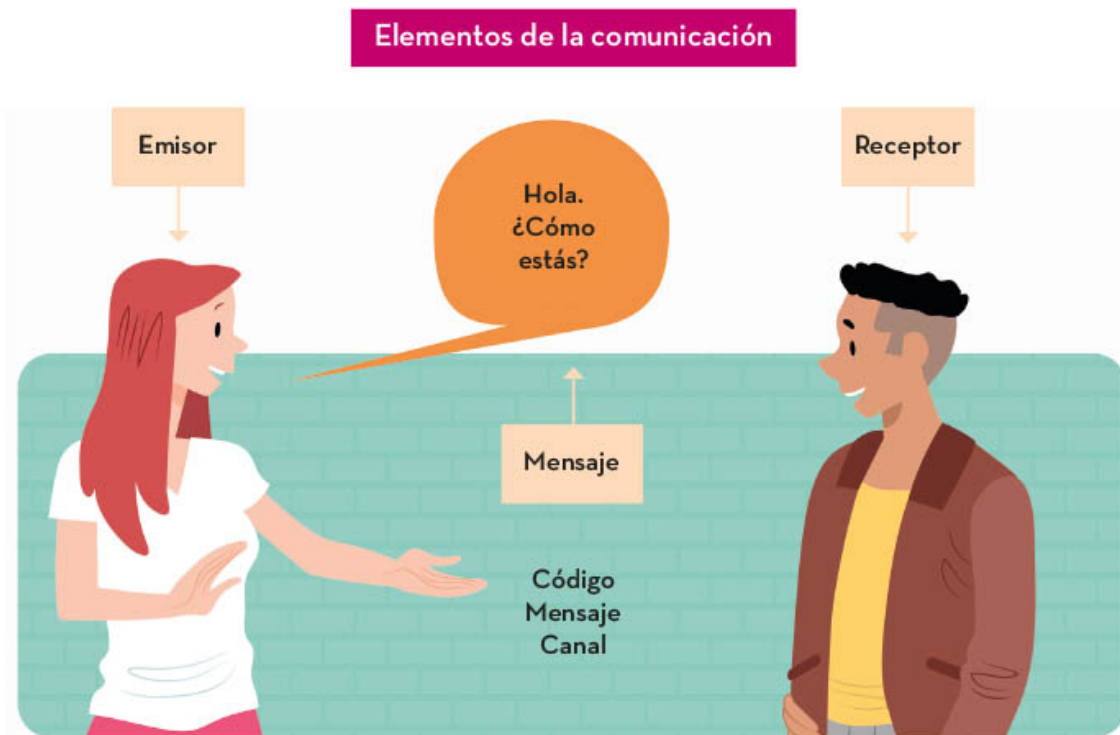 Elementos de la comunicación
Emisor
Hola.
¿Cómo
estás?
Receptor
Mensaje
Código
Mensaje
Canal